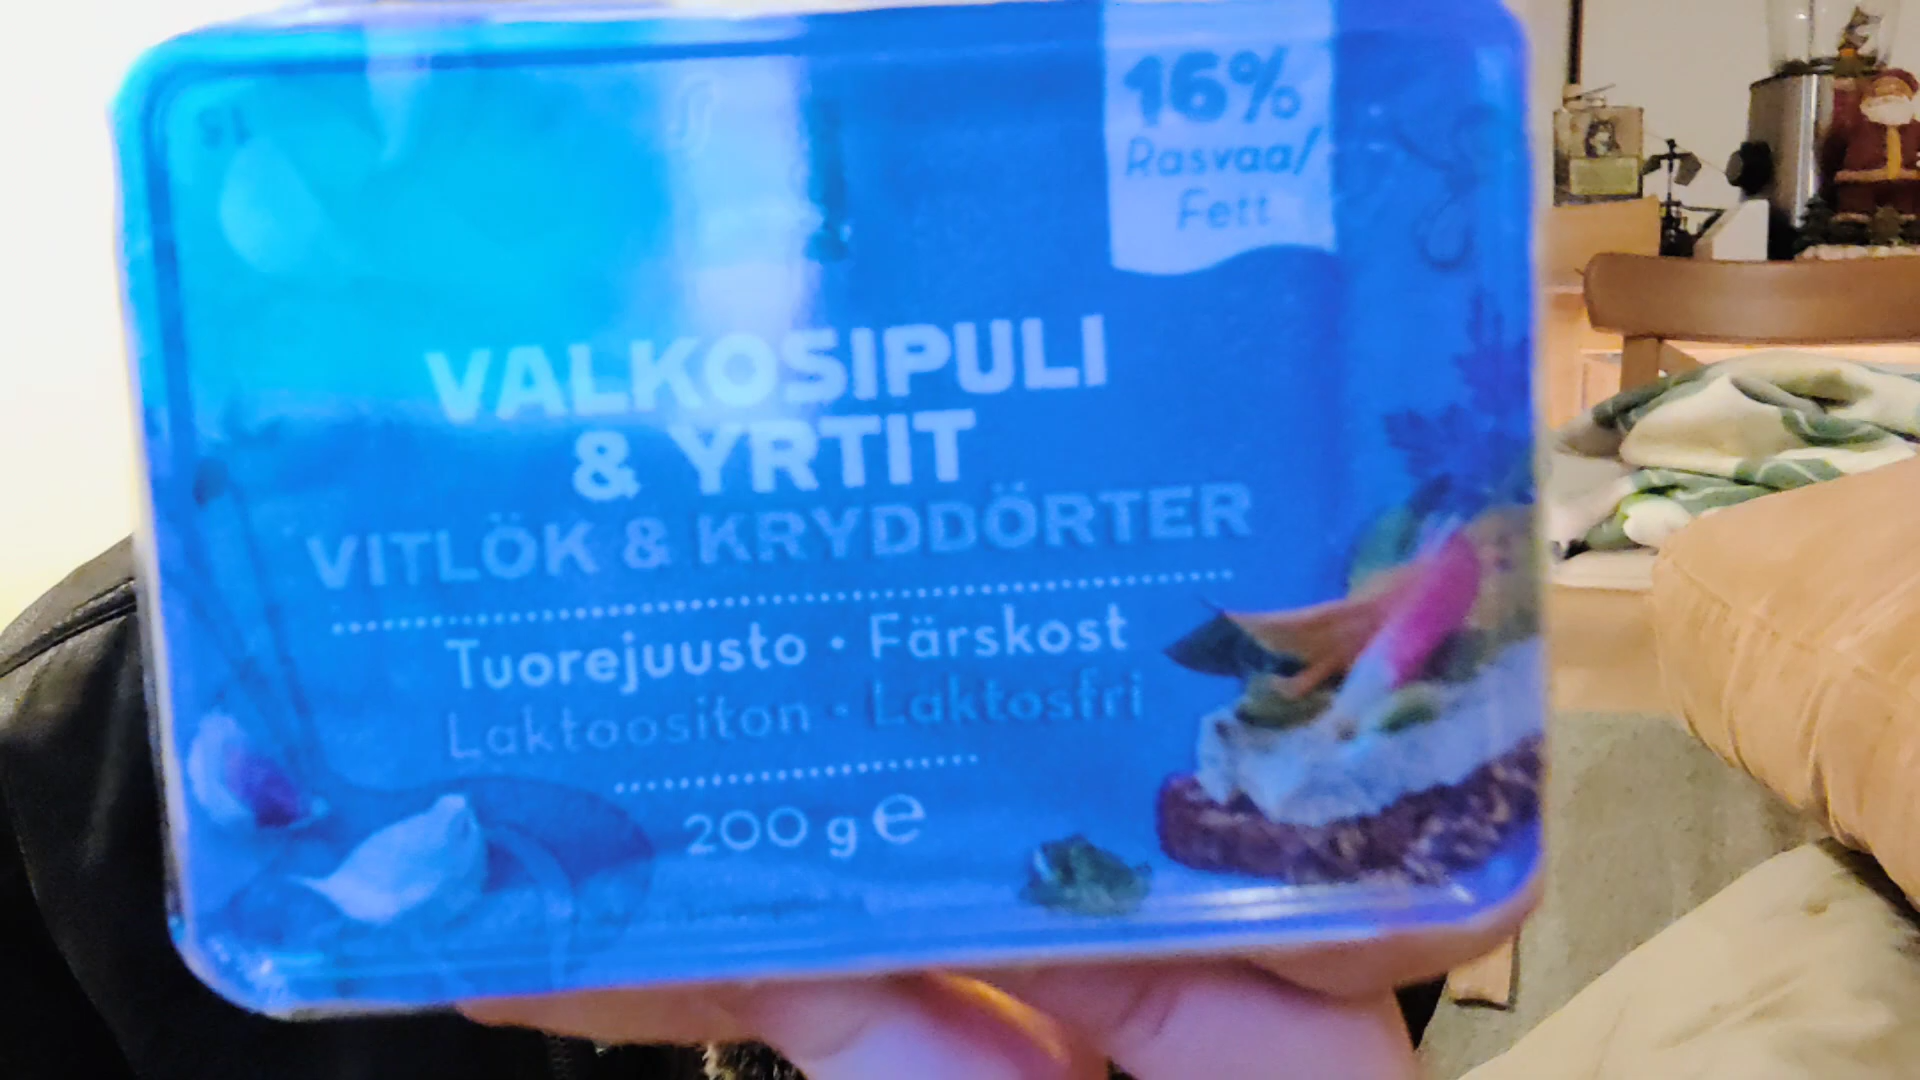 16%
Rasvaa/
Fett
VALKOSIPULI
& YRTIT
VITLÖK & KRYDDÖRTER
Tuorejuusto • Färskost
Laktoositon • Laktosfri
200 g e